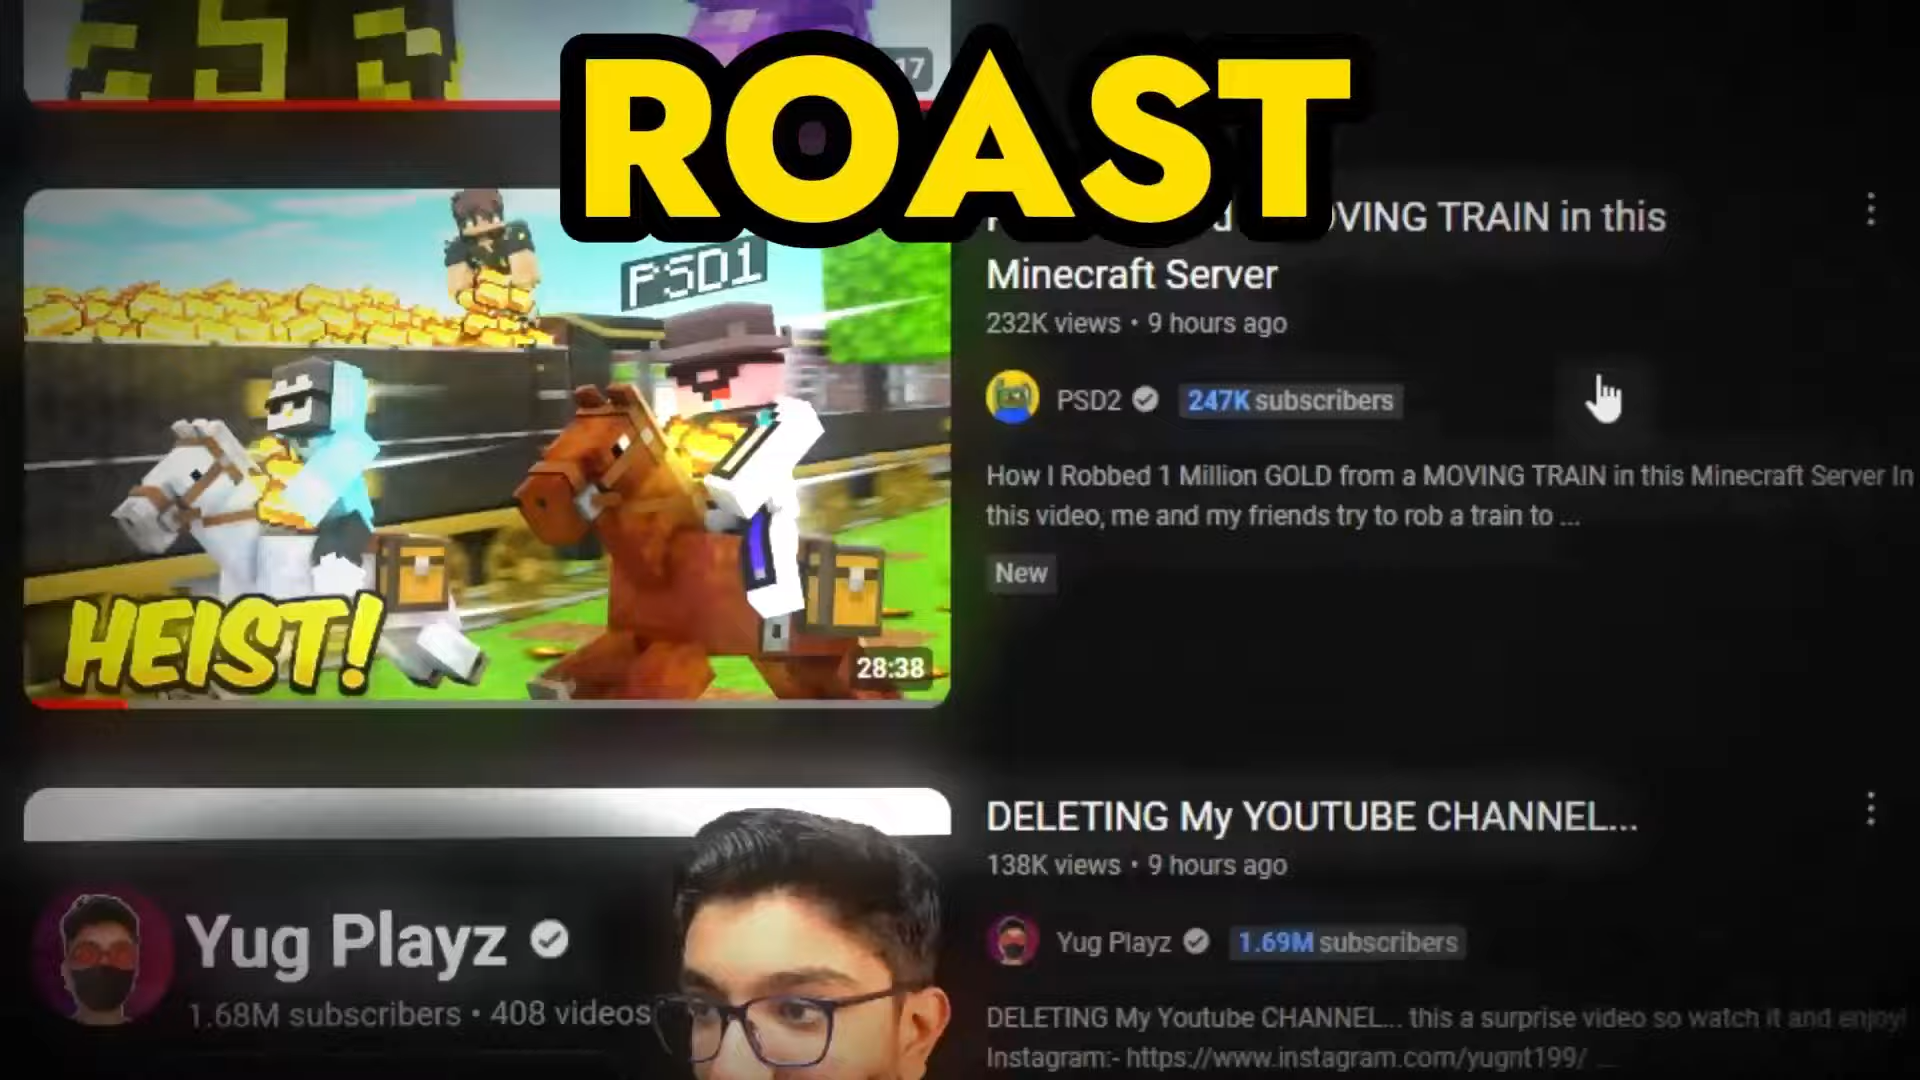 17
ROAST
MOVING TRAIN in this
Minecraft Server
PSD1
232K views • 9 hours ago
PSD2
247K subscribers
How I Robbed 1 Million GOLD from a MOVING TRAIN in this Minecraft Server In
this video, me and my friends try to rob a train to ...
New
HEIST!
28:38
DELETING My YOUTUBE CHANNEL...
138K views • 9 hours ago
Yug Playz
1.68M subscribers • 408 videos
Yug Playz
1.69M subscribers
DELETING My Youtube CHANNEL... this a surprise video so watch it and enjoy!
Instagram:- https://www.instagram.com/yugnt199/ ...